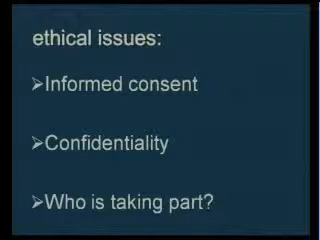 ethical issues:
➢Informed consent
➢Confidentiality
➢Who is taking part?